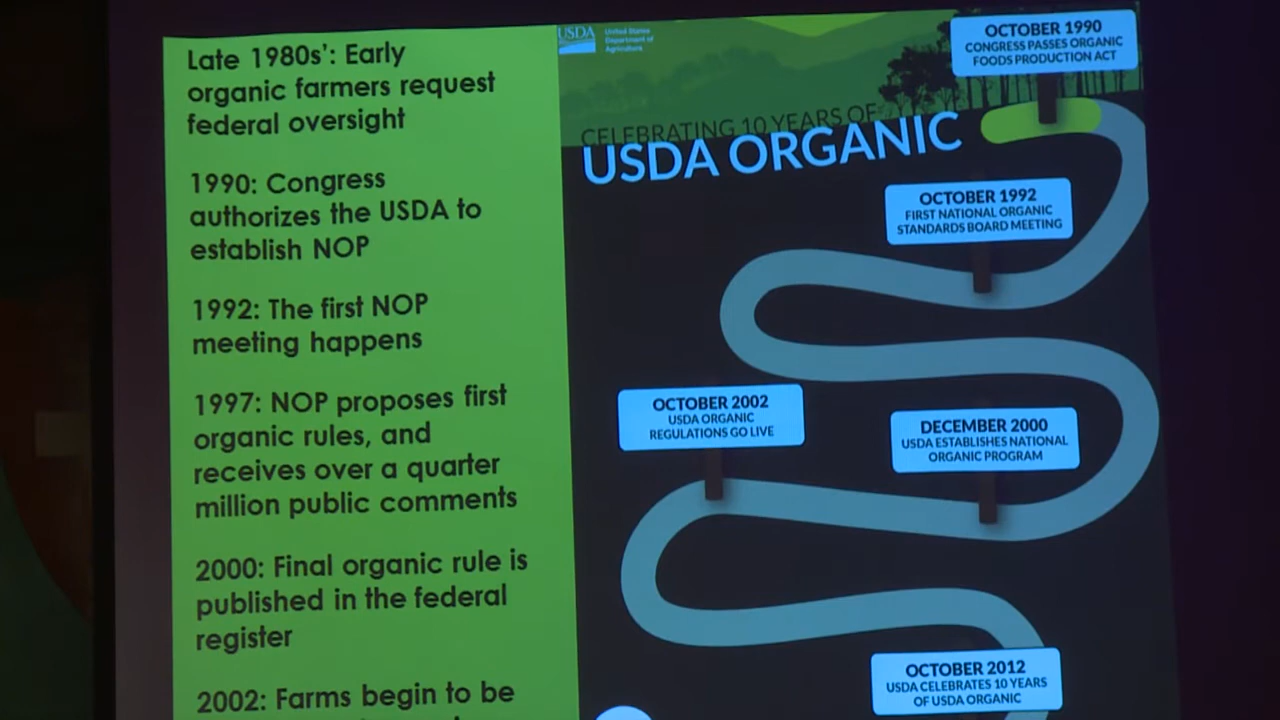 Late 1980s': Early
organic farmers request
federal oversight
1990: Congress
authorizes the USDA to
establish NOP
1992: The first NOP
meeting happens
1997: NOP proposes first
organic rules, and
receives over a quarter
million public comments
2000: Final organic rule is
published in the federal
register
2002: Farms begin to be
USDA
United States
Department of
Agriculture
CELEBRATING 10 YEARS OF
USDA ORGANIC
OCTOBER 1990
CONGRESS PASSES ORGANIC
FOODS PRODUCTION ACT
OCTOBER 1992
FIRST NATIONAL ORGANIC
STANDARDS BOARD MEETING
OCTOBER 2002
USDA ORGANIC
REGULATIONS GO LIVE
DECEMBER 2000
USDA ESTABLISHES NATIONAL
ORGANIC PROGRAM
OCTOBER 2012
USDA CELEBRATES 10 YEARS
OF USDA ORGANIC